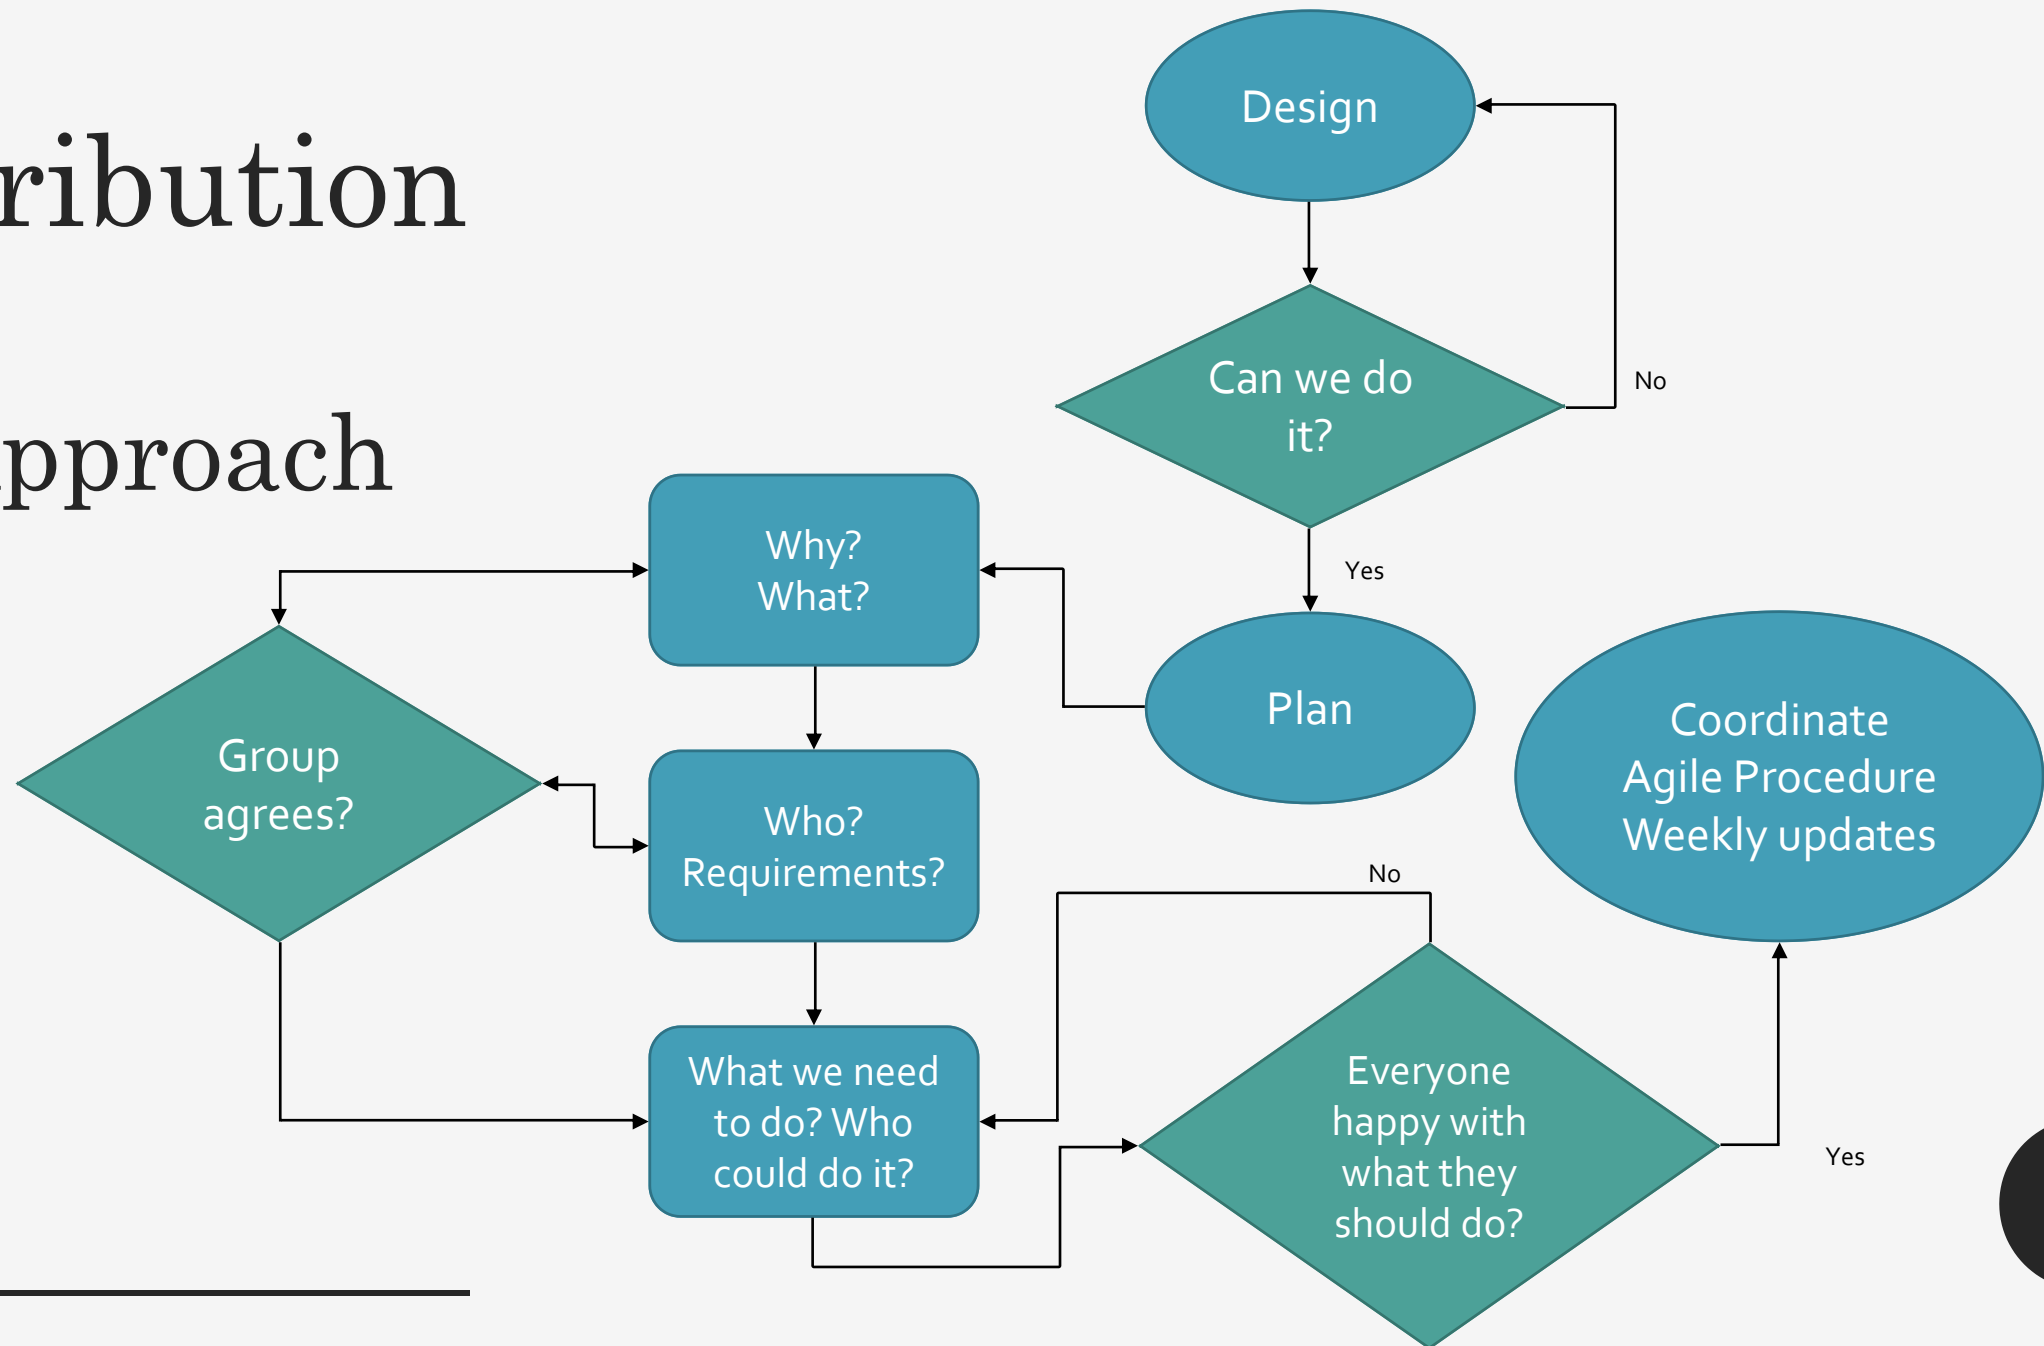 ribution
pproach
Design
Can we do
it?
No
Yes
Plan
Why?
What?
Group
agrees?
Who?
Requirements?
What we need
to do? Who
could do it?
No
Everyone
happy with
what they
should do?
Yes
Coordinate
Agile Procedure
Weekly updates